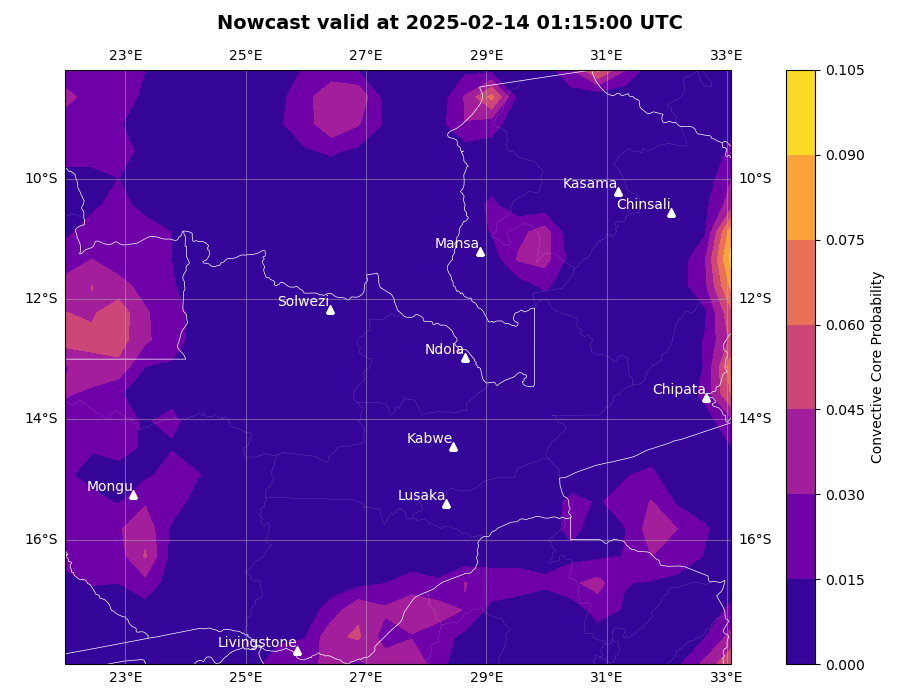 Nowcast valid at 2025-02-14 01:15:00 UTC
23°E 25°E 27°E 29°E 31°E 33°E
0.105
0.090
10°S Kasama 10°S
Chinsali
Mansa
0.075
12°S Solwezi 12°S
0.060
Ndola
Chipata
0.045
14°S 14°S
Kabwe
Mongu Lusaka
0.030
16°S 16°S
0.015
Livingstone
0.000
23°E 25°E 27°E 29°E 31°E 33°E
Convective Core Probability